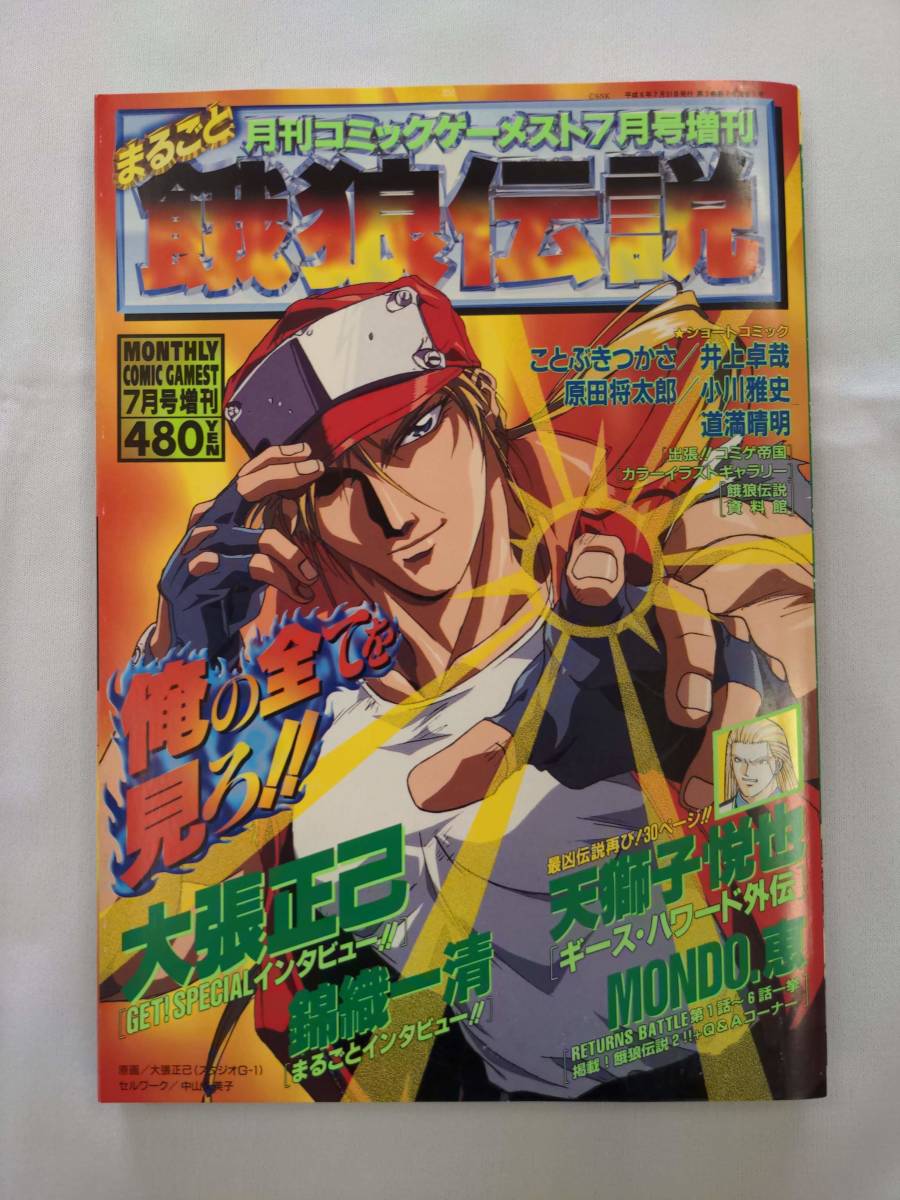 ©SNK
月刊コミックゲーメスト7月号増刊
まるごと
餓狼伝説
MONTHLY
COMIC GAMEST
7月号増刊
480YEN
★ショートコミック
ことぶきつかさ/井上卓哉
原田将太郎/小川雅史
道満晴明
「出張!!コミゲ帝国」
カラーイラストギャラリー
[餓狼伝説
資料館]
俺の全てを
見ろ!!
大張正己
[GET!SPECIALインタビュー!!]
錦織一清
[まるごとインタビュー!!]
最凶伝説再び!30ページ!!
天獅子悦也
[ギース・ハワード外伝]
MONDO.恵
[RETURNS BATTLE第1話~6話一挙
掲載!餓狼伝説2!!+Q&Aコーナー]
原画/大張正己(スタジオG-1)
セルワーク/中山